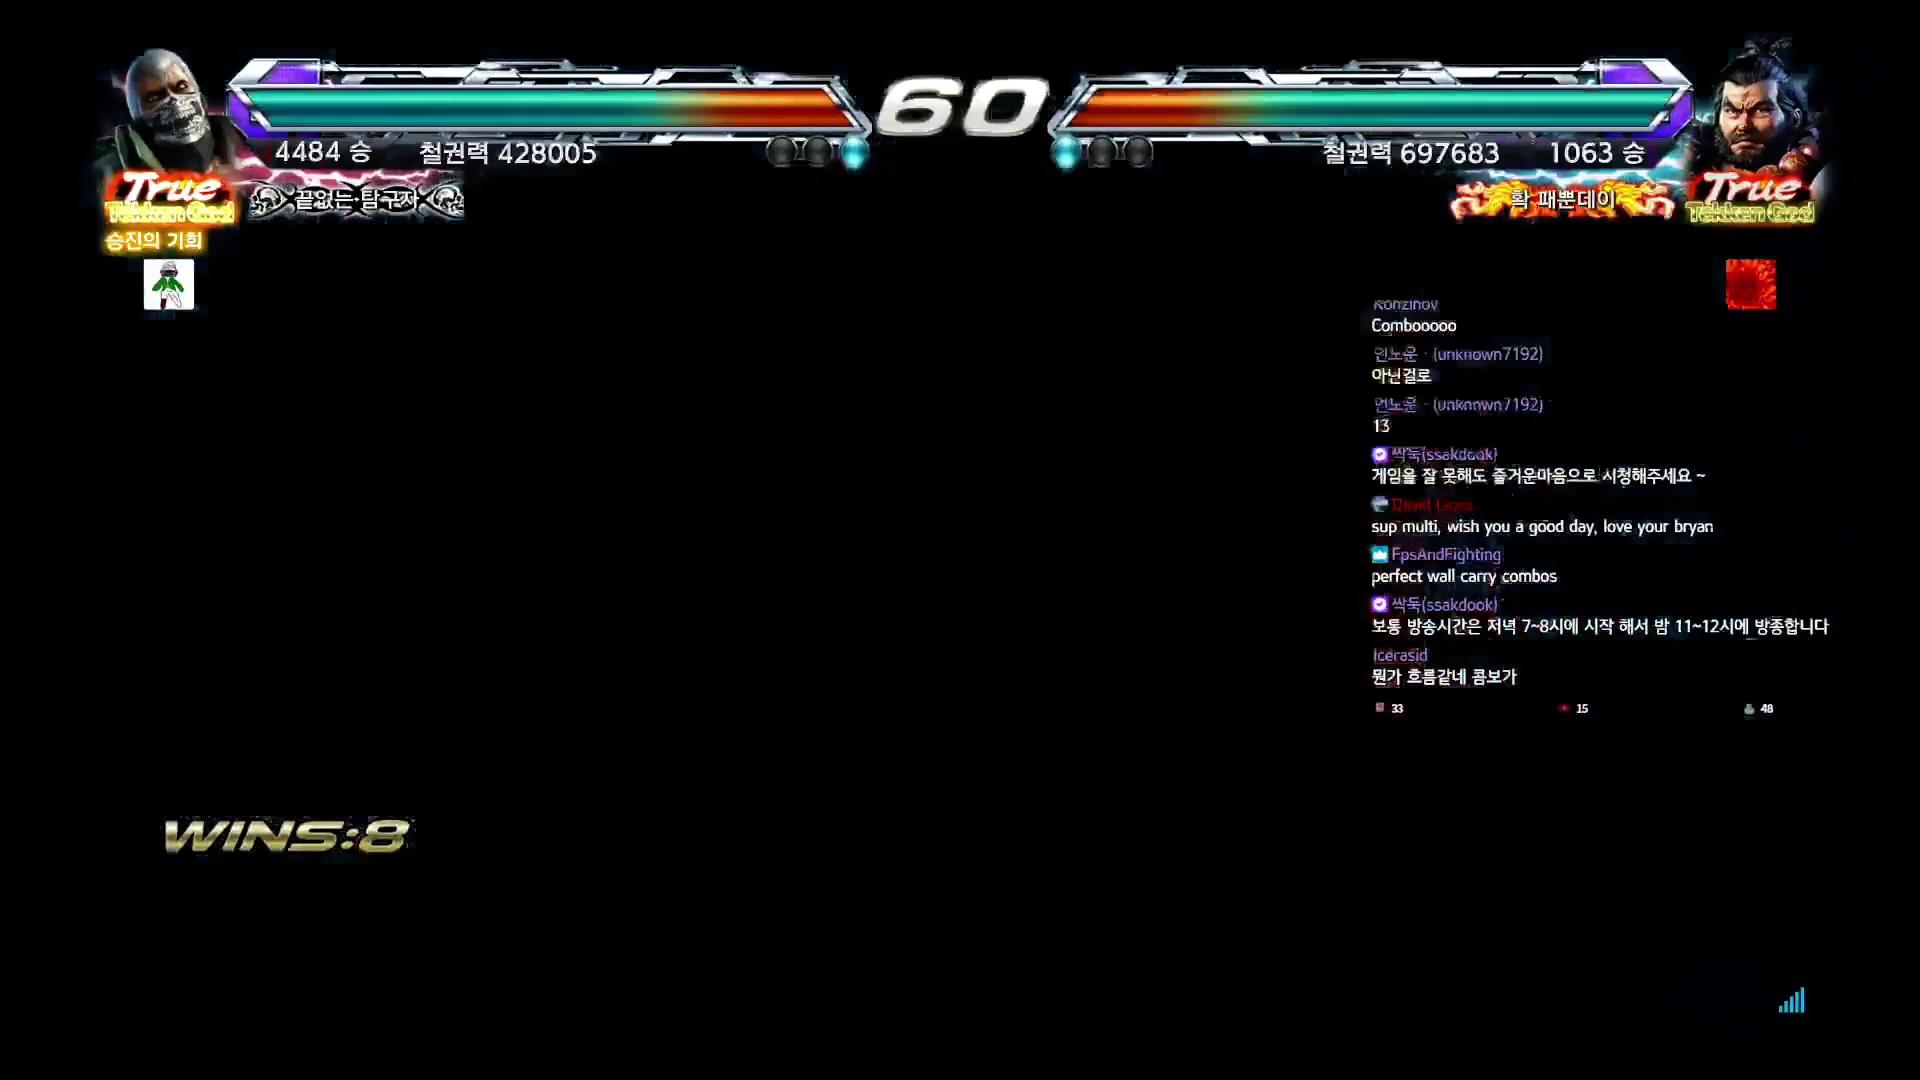 60
4484 승 철권력 428005
철권력 697683 1063 승
True
Tekken God
끝없는 탐구자
확 패뿐데이
True
Tekken God
승진의 기회
Konzinov
Combooooo
언노운 · (unknown7192)
아닌걸로
언노운 · (unknown7192)
13
싹둑(ssakdook)
게임을 잘 못해도 즐거운마음으로 시청해주세요 ~
David
sup multi, wish you a good day, love your bryan
FpsAndFighting
perfect wall carry combos
싹둑(ssakdook)
보통 방송시간은 저녁 7~8시에 시작 해서 밤 11~12시에 방종합니다
Icerasid
뭔가 흐름같네 콤보가
33 15 48
WINS:8